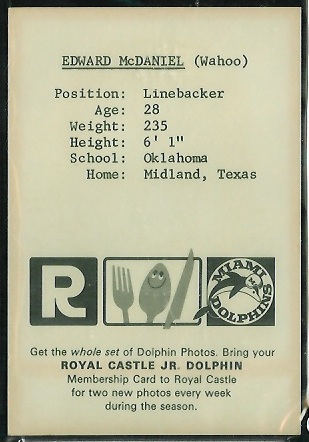 EDWARD McDANIEL (Wahoo)
Position: Linebacker
Age: 28
Weight: 235
Height: 6' 1"
School: Oklahoma
Home: Midland, Texas
R
MIAMI
DOLPHINS
Get the whole set of Dolphin Photos. Bring your
ROYAL CASTLE JR. DOLPHIN
Membership Card to Royal Castle
for two new photos every week
during the season.